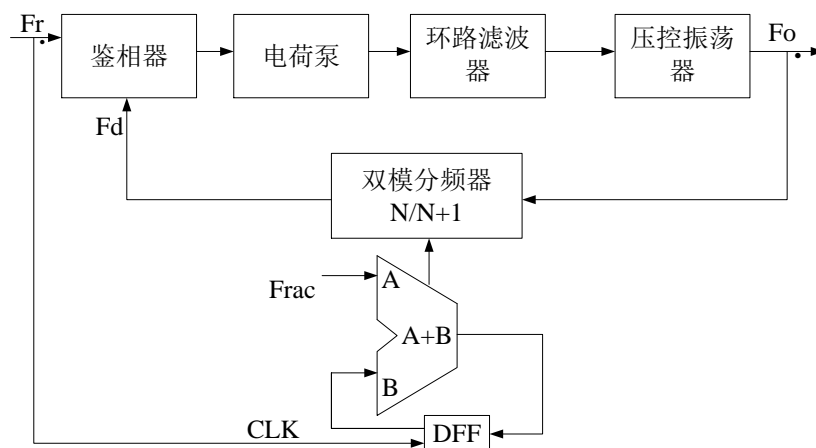 Fr
鉴相器
电荷泵
环路滤波
器
压控振荡
器
Fo
Fd
双模分频器
N/N+1
Frac
A
A+B
B
CLK
DFF